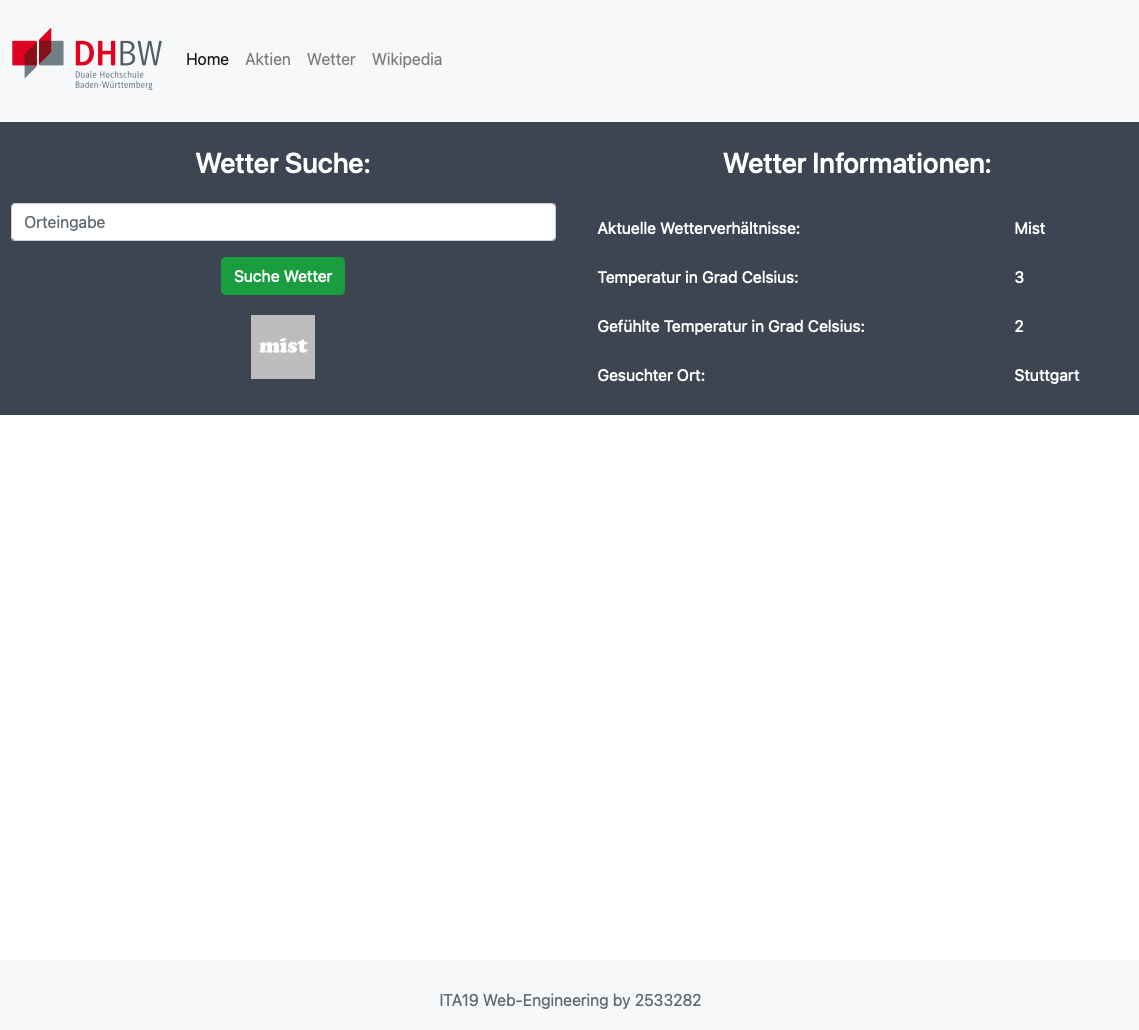 DHBW
Duale Hochschule
Baden-Württemberg
Home Aktien Wetter Wikipedia
Wetter Suche:
Orteingabe
Suche Wetter
mist
Wetter Informationen:
Aktuelle Wetterverhältnisse: Mist
Temperatur in Grad Celsius: 3
Gefühlte Temperatur in Grad Celsius: 2
Gesuchter Ort: Stuttgart
ITA19 Web-Engineering by 2533282